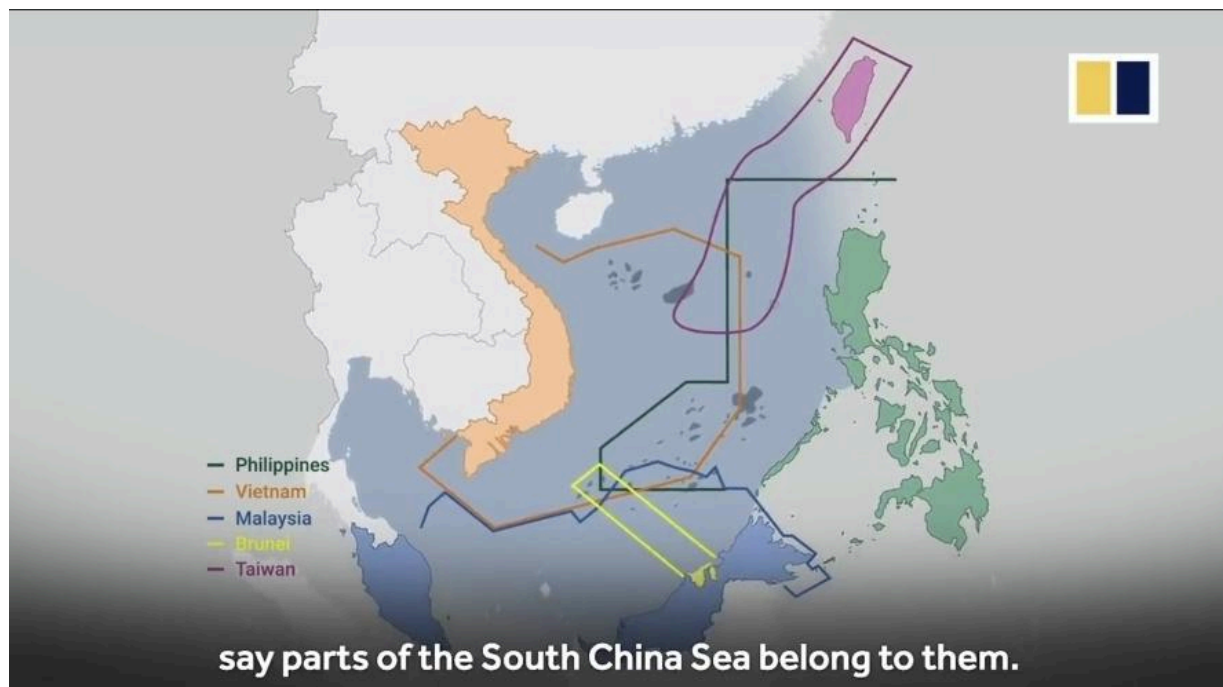 Philippines
Vietnam
Malaysia
Brunei
Taiwan
say parts of the South China Sea belong to them.